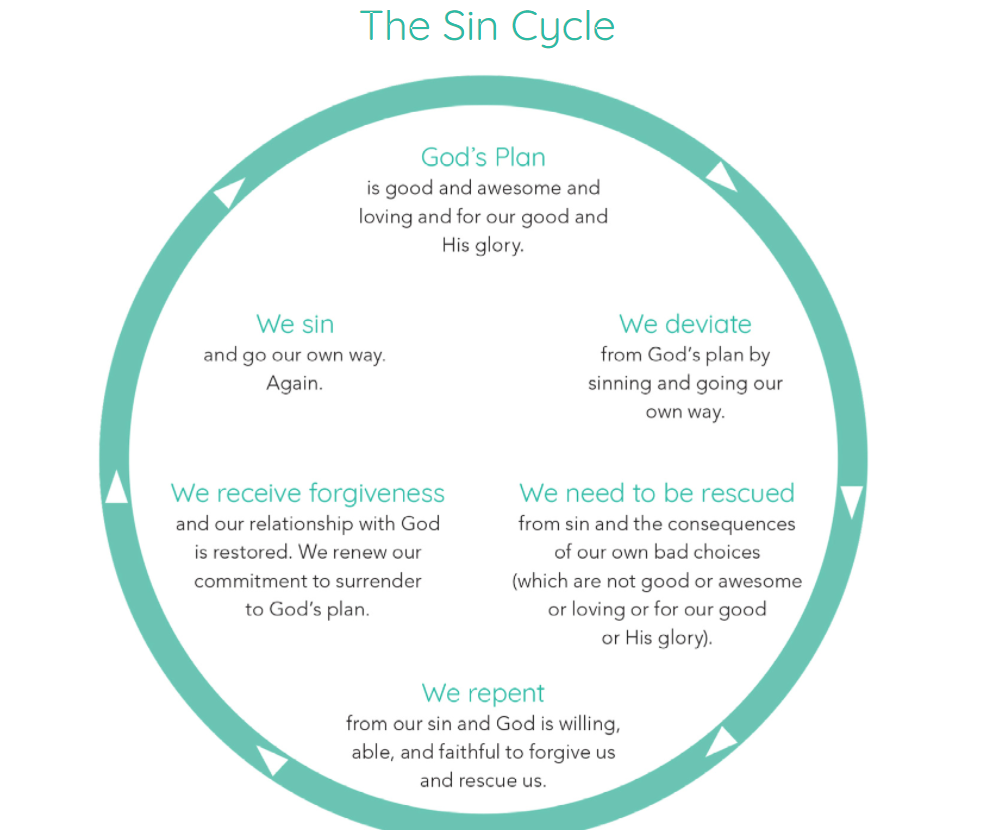 The Sin Cycle
God's Plan
is good and awesome and
loving and for our good and
His glory.
We deviate
from God's plan by
sinning and going our
own way.
We need to be rescued
from sin and the consequences
of our own bad choices
(which are not good or awesome
or loving or for our good
or His glory).
We repent
from our sin and God is willing,
able, and faithful to forgive us
and rescue us.
We receive forgiveness
and our relationship with God
is restored. We renew our
commitment to surrender
to God's plan.
We sin
and go our own way.
Again.